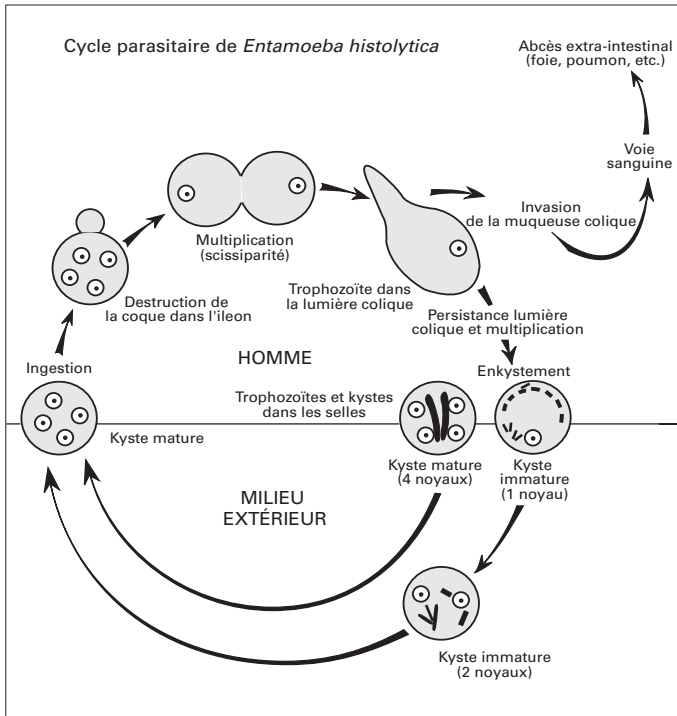 Cycle parasitaire de Entamoeba histolytica
Abcès extra-intestinal
(foie, poumon, etc.)
Voie
sanguine
Multiplication
(scissiparité)
Invasion
de la muqueuse colique
Destruction de
la coque dans l'ileon
Trophozoïte dans
la lumière colique
Persistance lumière
colique et multiplication
HOMME
Ingestion
Enkystement
Trophozoïtes et kystes
dans les selles
Kyste mature
Kyste mature
(4 noyaux)
Kyste
immature
(1 noyau)
MILIEU
EXTÉRIEUR
Kyste immature
(2 noyaux)